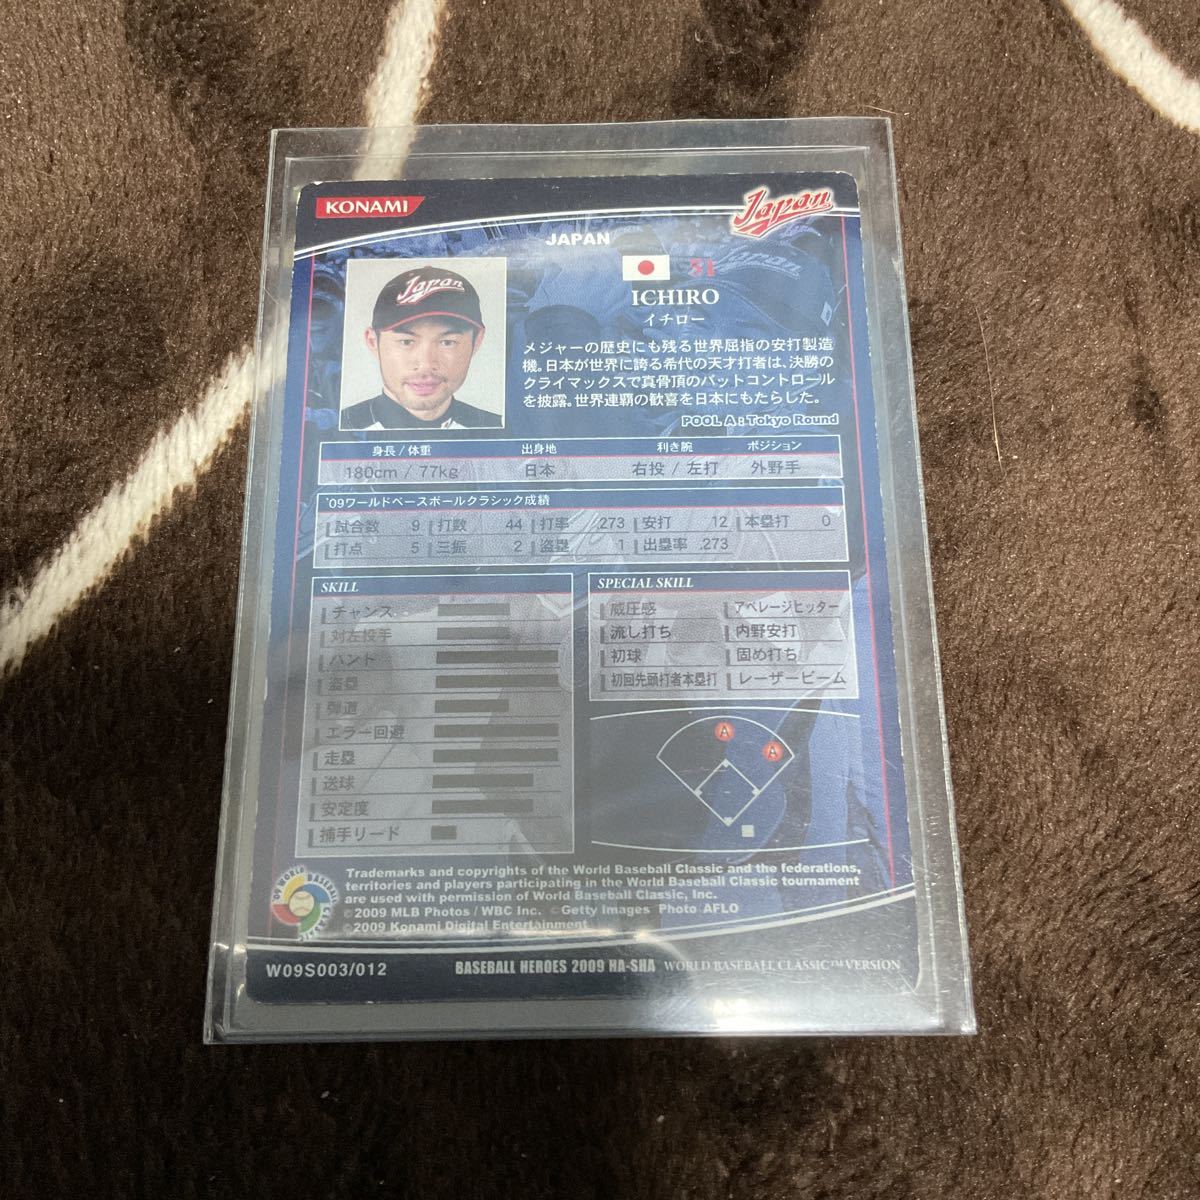 KONAMI
Japan
JAPAN
51
Japan
ICHIRO
イチロー
メジャーの歴史にも残る世界屈指の安打製造
機。日本が世界に誇る希代の天才打者は、決勝の
クライマックスで真骨頂のバットコントロール
を披露。世界連覇の歓喜を日本にもたらした。
POOL A : Tokyo Round
身長 / 体重 出身地 利き腕 ポジション
180cm / 77kg 日本 右投 / 左打 外野手
'09ワールドベースボールクラシック成績
試合数 9 打数 44 打率 .273 安打 12 本塁打 0
打点 5 三振 2 盗塁 1 出塁率 .273
SKILL
チャンス
対左投手
バント
盗塁
弾道
エラー回避
走塁
送球
安定度
捕手リード
SPECIAL SKILL
威圧感 アベレージヒッター
流し打ち 内野安打
初球 固め打ち
初回先頭打者本塁打 レーザービーム
A
A
'09 WORLD BASEBALL CLASSIC
Trademarks and copyrights of the World Baseball Classic and the federations,
territories and players participating in the World Baseball Classic tournament
are used with permission of World Baseball Classic, Inc.
©2009 MLB Photos / WBC Inc. ©Getty Images Photo AFLO
©2009 Konami Digital Entertainment
W09S003/012 BASEBALL HEROES 2009 HA-SHA WORLD BASEBALL CLASSIC™ VERSION